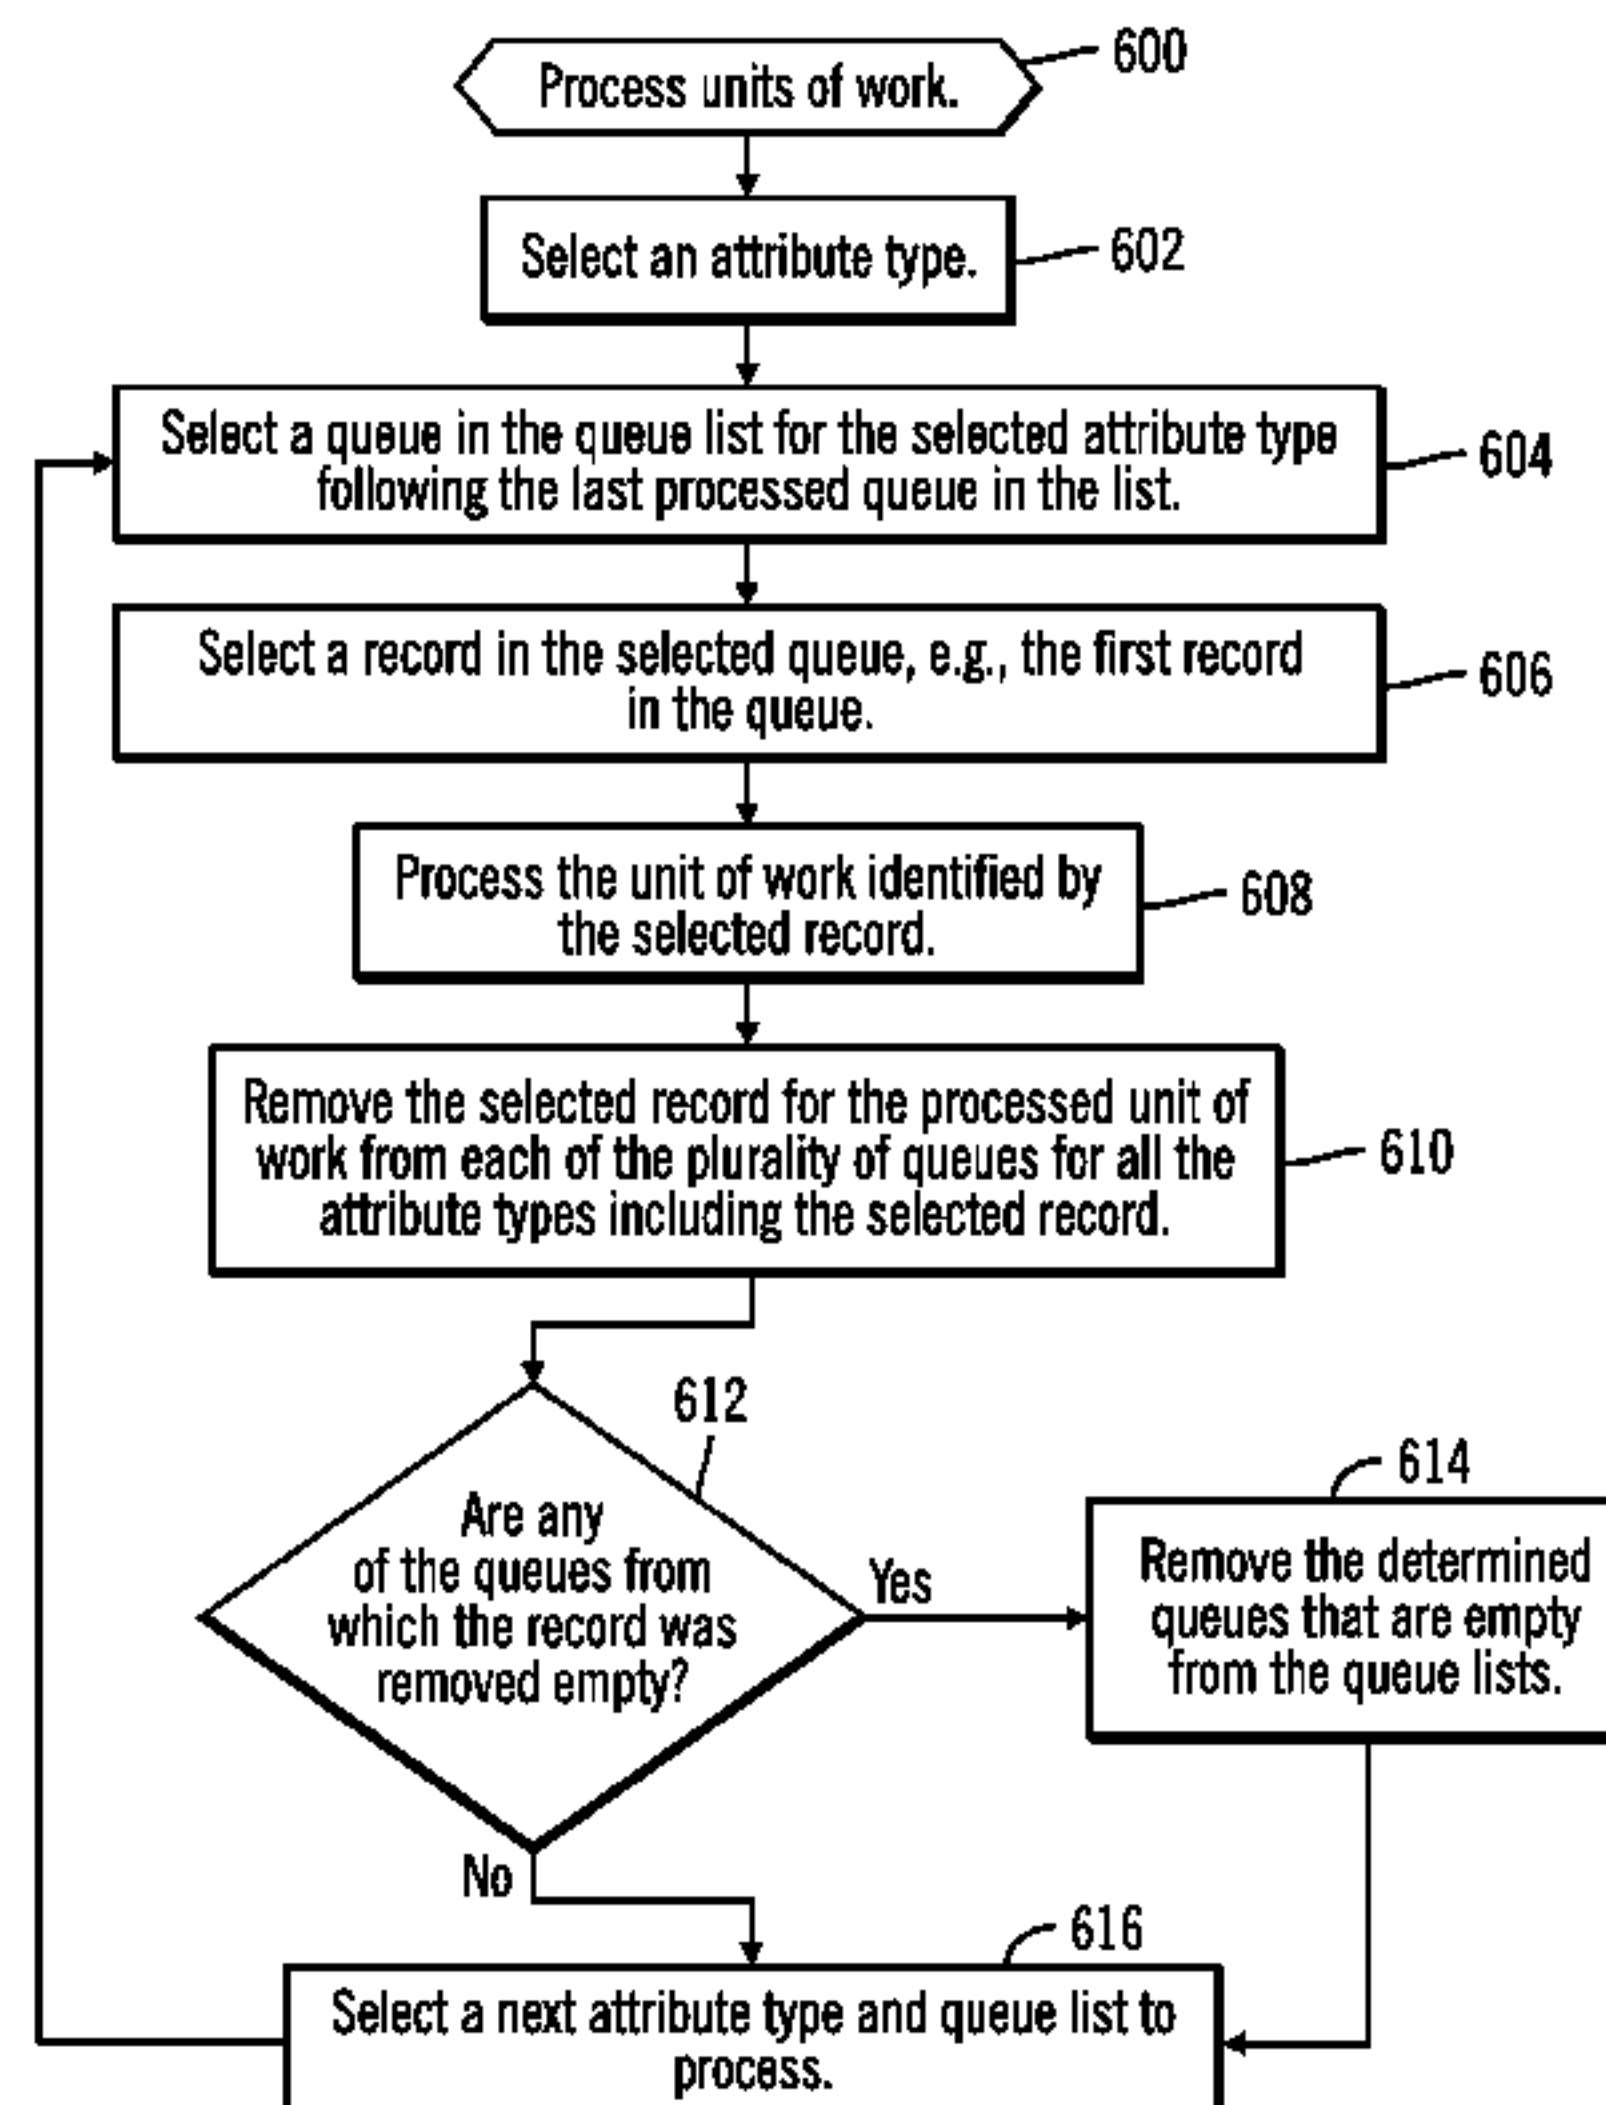 Process units of work.
600
Select an attribute type.
602
Select a queue in the queue list for the selected attribute type
following the last processed queue in the list.
604
Select a record in the selected queue, e.g., the first record
in the queue.
606
Process the unit of work identified by
the selected record.
608
Remove the selected record for the processed unit of
work from each of the plurality of queues for all the
attribute types including the selected record.
610
612
Are any
of the queues from
which the record was
removed empty?
Yes
614
Remove the determined
queues that are empty
from the queue lists.
No
616
Select a next attribute type and queue list to
process.